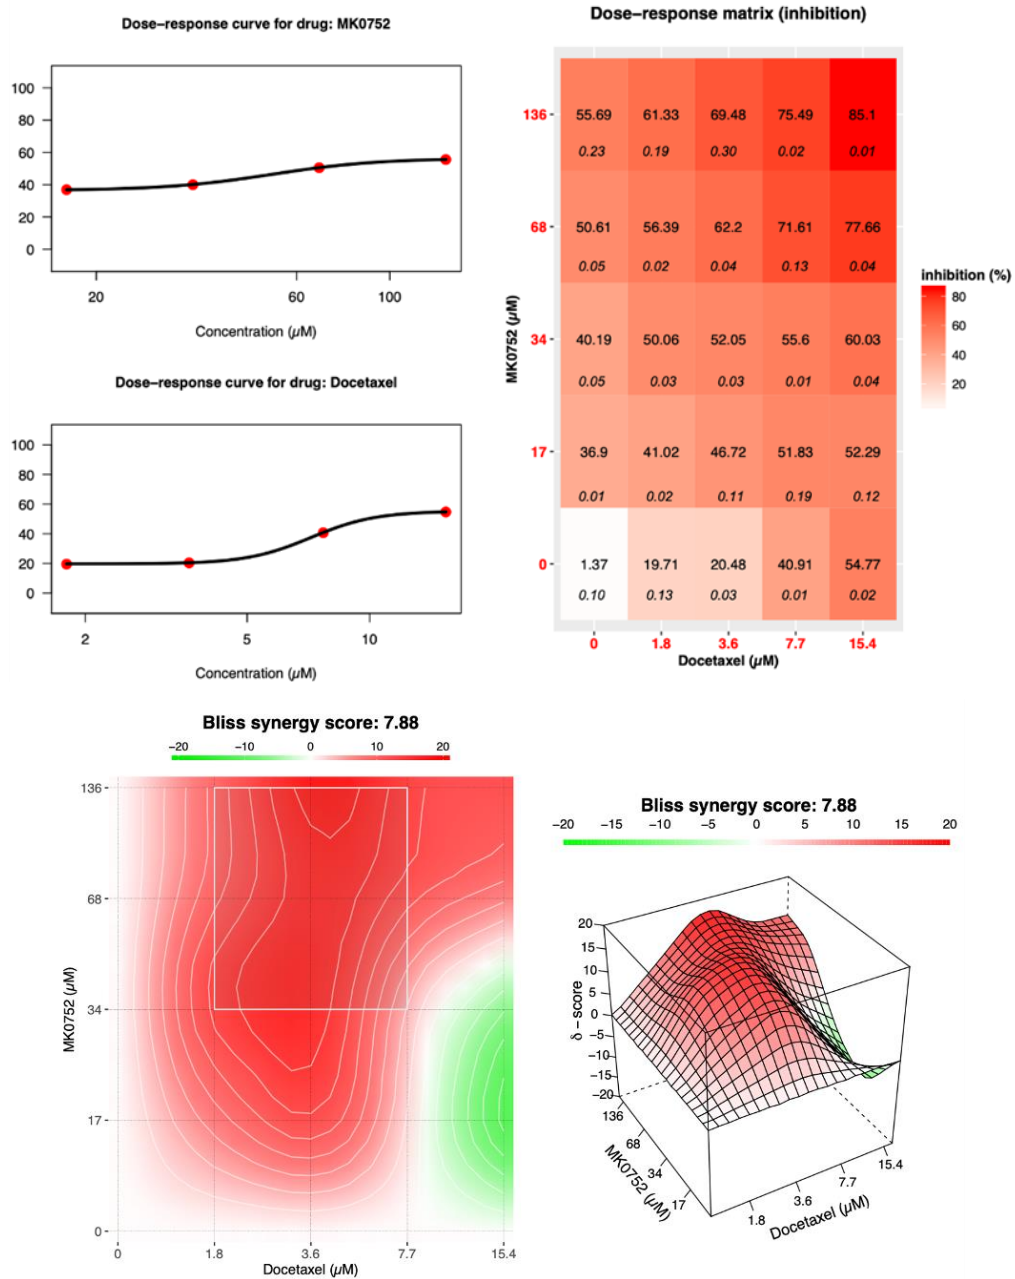 Dose−response curve for drug: MK0752
100
80
60
40
20
0
20 60 100
Concentration (µM)
Dose−response curve for drug: Docetaxel
100
80
60
40
20
0
2 5 10
Concentration (µM)
Dose−response matrix (inhibition)
MK0752 (µM)
136 55.69 61.33 69.48 75.49 85.1
0.23 0.19 0.30 0.02 0.01
68 50.61 56.39 62.2 71.61 77.66
0.05 0.02 0.04 0.13 0.04
34 40.19 50.06 52.05 55.6 60.03
0.05 0.03 0.03 0.01 0.04
17 36.9 41.02 46.72 51.83 52.29
0.01 0.02 0.11 0.19 0.12
0 1.37 19.71 20.48 40.91 54.77
0.10 0.13 0.03 0.01 0.02
0 1.8 3.6 7.7 15.4
Docetaxel (µM)
inhibition (%)
80
60
40
20
Bliss synergy score: 7.88
−20 −10 0 10 20
MK0752 (µM)
136
68
34
17
0
0 1.8 3.6 7.7 15.4
Docetaxel (µM)
Bliss synergy score: 7.88
−20 −15 −10 −5 0 5 10 15 20
δ − score
20
15
10
5
0
−5
−10
−15
−20
136
68
34
17
MK0752 (µM)
1.8
3.6
7.7
15.4
Docetaxel (µM)